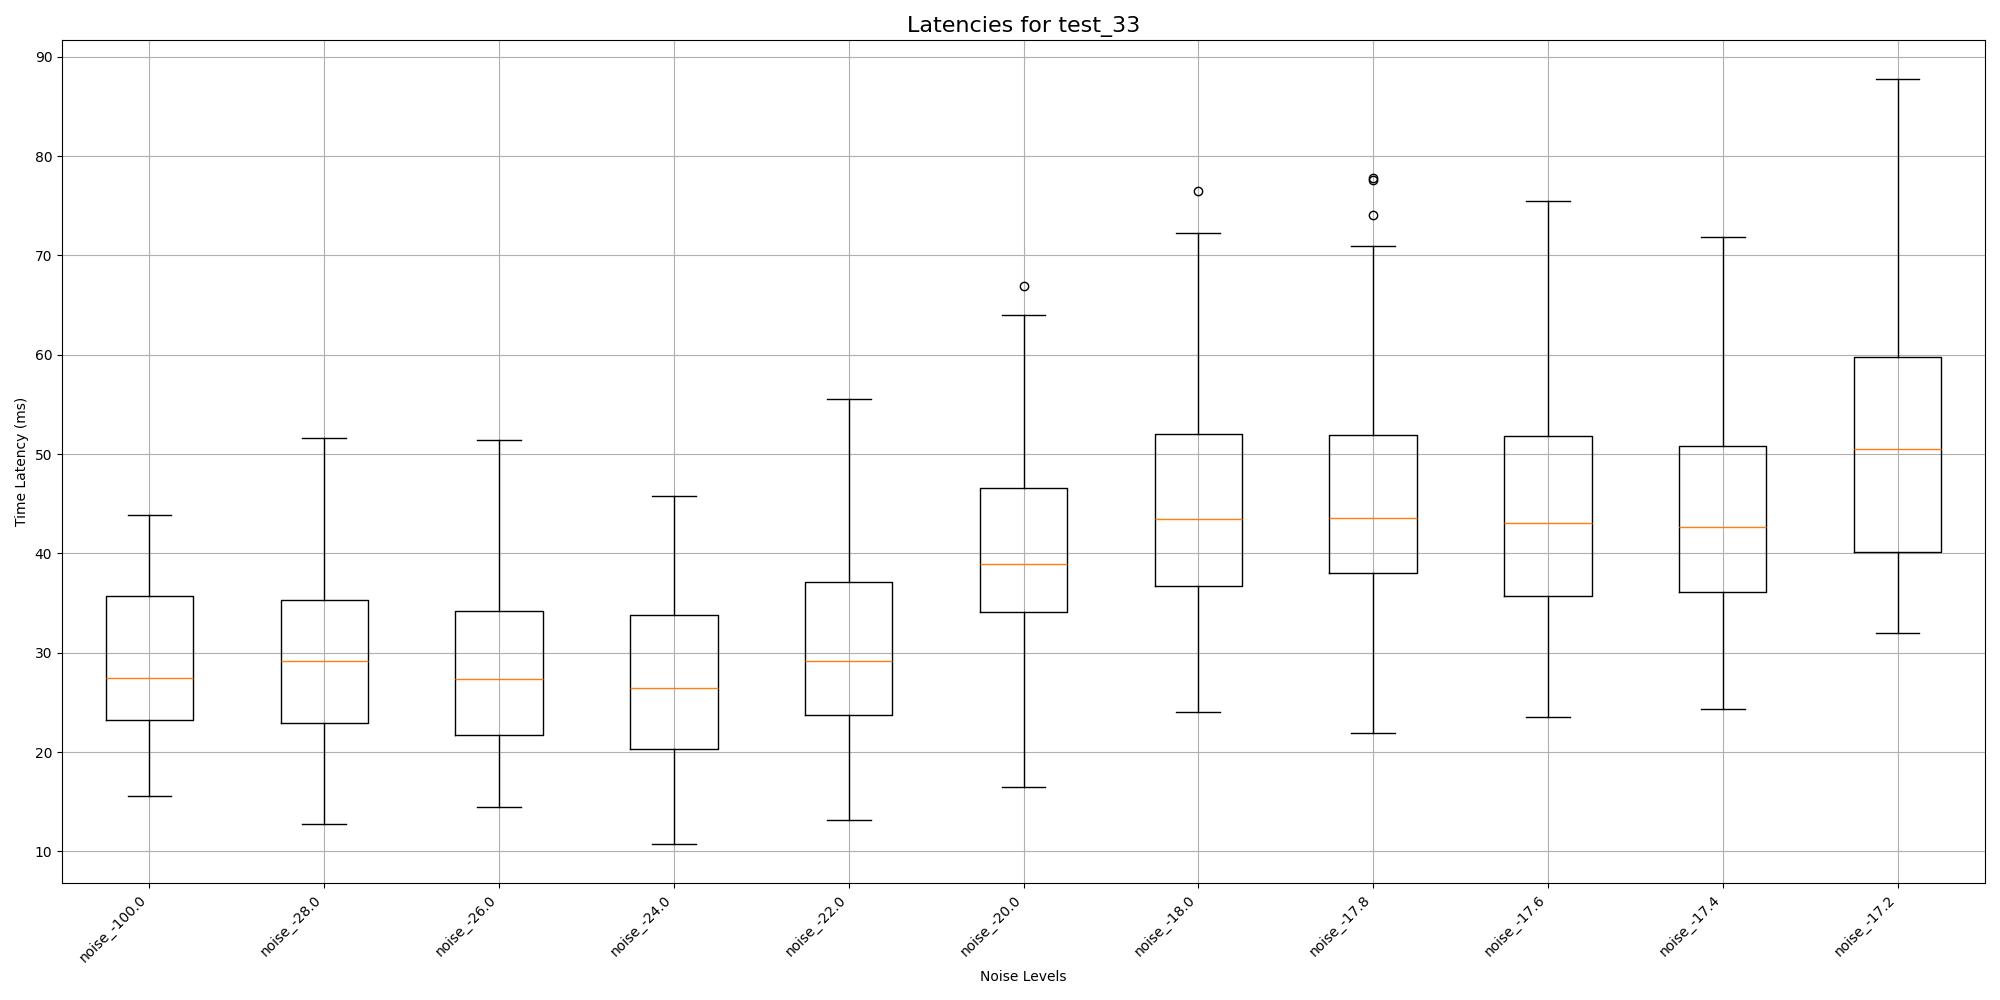 Latencies for test_33
90
80
70
60
50
40
30
20
10
Time Latency (ms)
noise_-100.0
noise_-28.0
noise_-26.0
noise_-24.0
noise_-22.0
noise_-20.0
noise_-18.0
noise_-17.8
noise_-17.6
noise_-17.4
noise_-17.2
Noise Levels